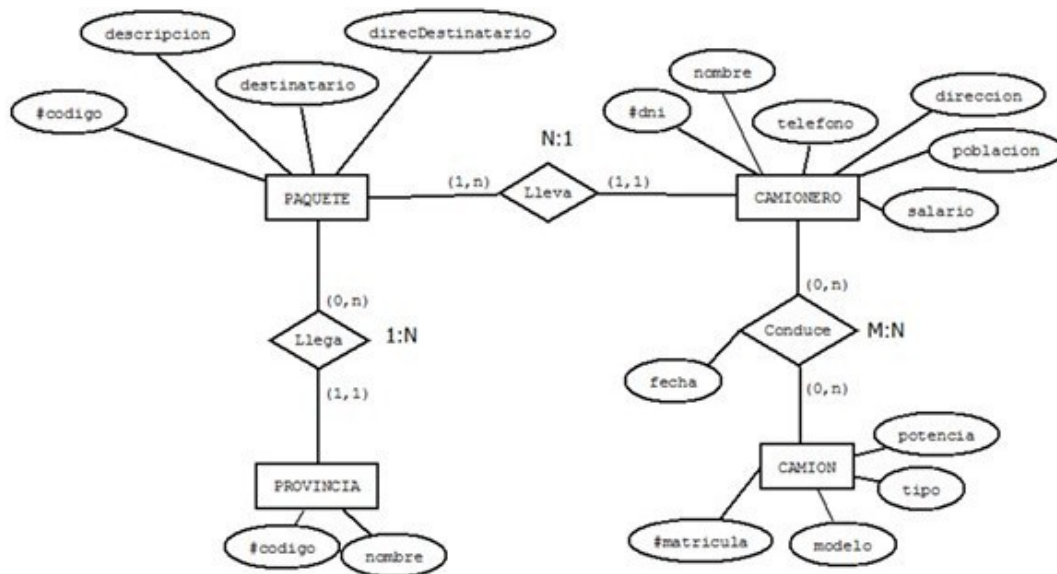 descripcion
direcDestinatario
destinatario
#codigo
nombre
#dni
telefono
direccion
poblacion
salario
N:1
PAQUETE
(1,n)
Lleva
(1,1)
CAMIONERO
(0,n)
Llega
1:N
(1,1)
(0,n)
Conduce
M:N
fecha
(0,n)
PROVINCIA
#codigo
nombre
CAMION
potencia
tipo
#matricula
modelo